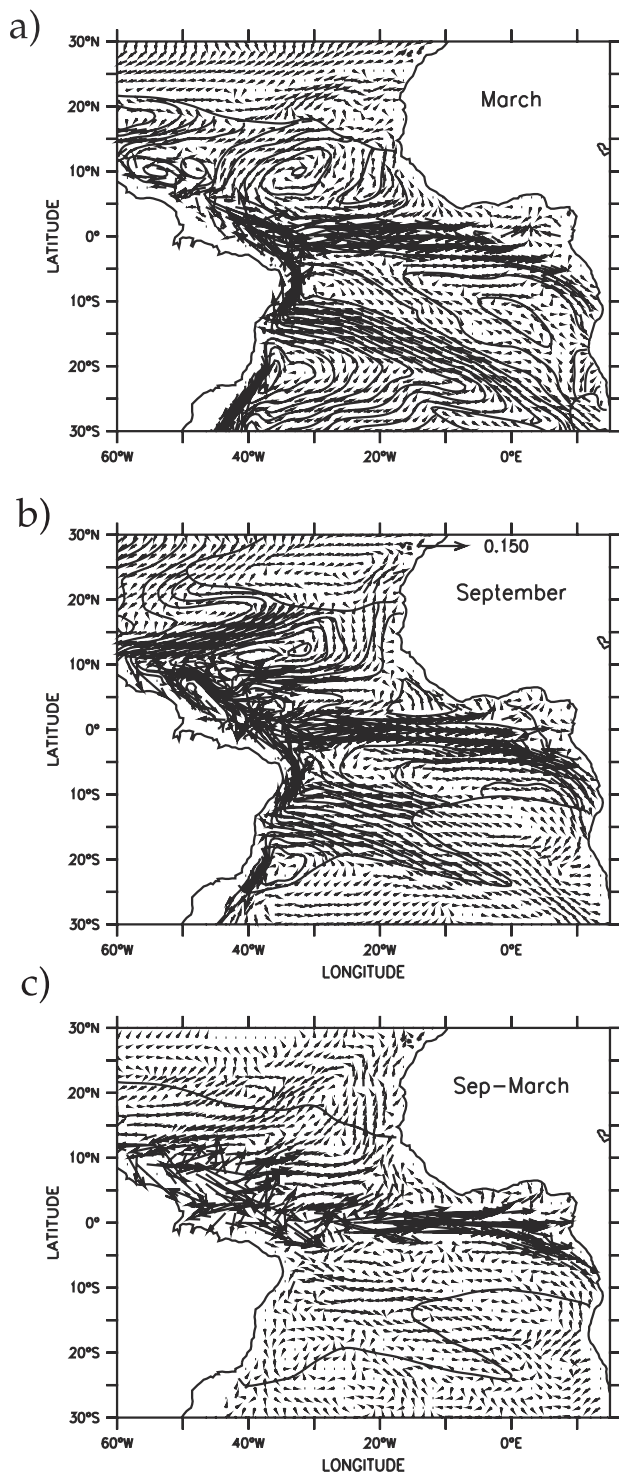 a)
30°N
20°N
10°N
0°
10°S
20°S
30°S
LATITUDE
March
60°W 40°W 20°W 0°E
b)
30°N
20°N
10°N
0°
10°S
20°S
30°S
LATITUDE
0.150
September
60°W 40°W 20°W 0°E
LONGITUDE
c)
30°N
20°N
10°N
0°
10°S
20°S
30°S
LATITUDE
Sep-March
60°W 40°W 20°W 0°E
LONGITUDE